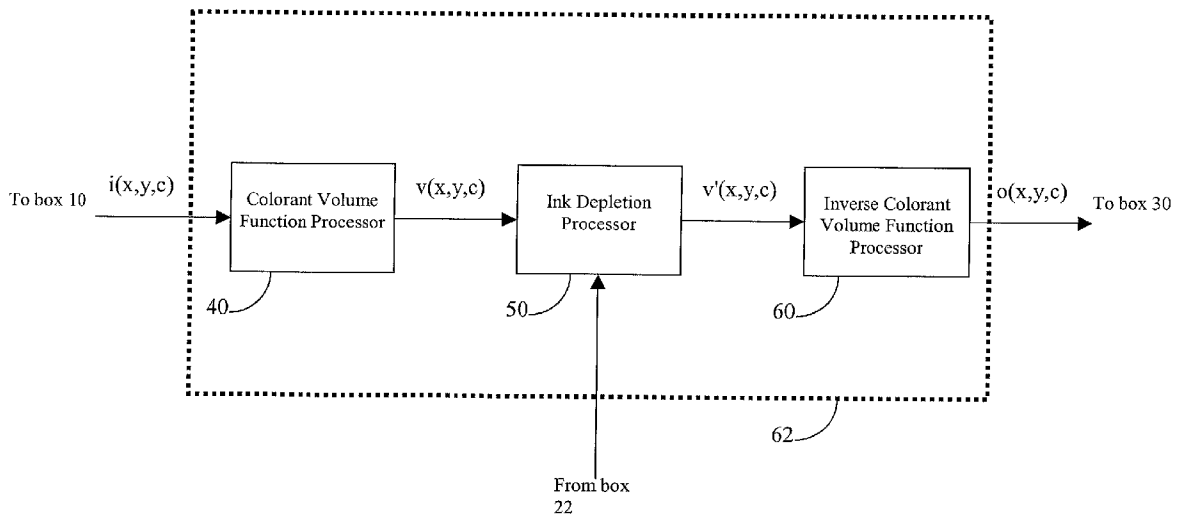 To box 10
i(x,y,c)
Colorant Volume
Function Processor
40
v(x,y,c)
Ink Depletion
Processor
50
v'(x,y,c)
Inverse Colorant
Volume Function
Processor
60
o(x,y,c)
To box 30
62
From box
22